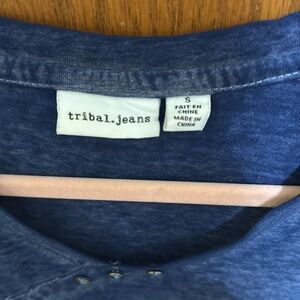 tribal.jeans
S
FAIT EN
CHINE
MADE IN
CHINA